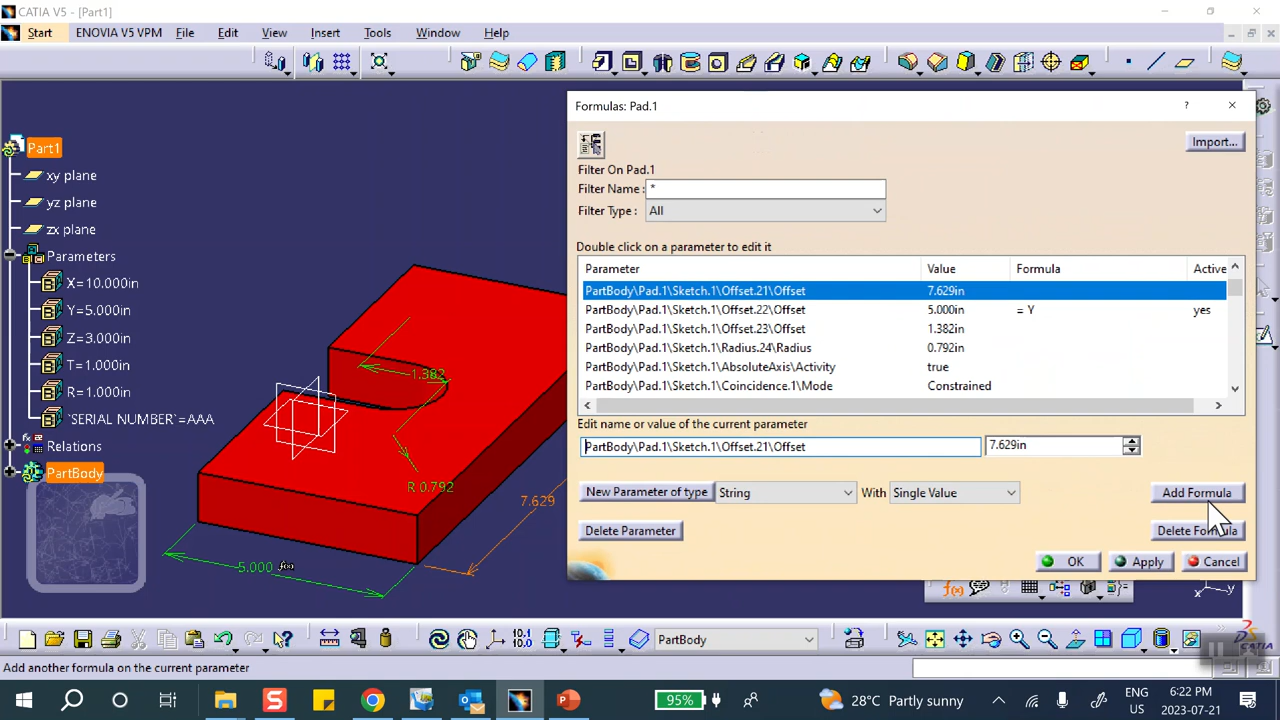 CATIA V5 - [Part1]
Start ENOVIA V5 VPM File Edit View Insert Tools Window Help
Formulas: Pad.1
Import...
Filter On Pad.1
Filter Name : *
Filter Type : All
Double click on a parameter to edit it
Parameter Value Formula Active
PartBody\Pad.1\Sketch.1\Offset.21\Offset 7.629in
PartBody\Pad.1\Sketch.1\Offset.22\Offset 5.000in = Y yes
PartBody\Pad.1\Sketch.1\Offset.23\Offset 1.382in
PartBody\Pad.1\Sketch.1\Radius.24\Radius 0.792in
PartBody\Pad.1\Sketch.1\AbsoluteAxis\Activity true
PartBody\Pad.1\Sketch.1\Coincidence.1\Mode Constrained
Edit name or value of the current parameter
PartBody\Pad.1\Sketch.1\Offset.21\Offset 7.629in
New Parameter of type String With Single Value Add Formula
Delete Parameter Delete Formula
OK Apply Cancel
Part1
xy plane
yz plane
zx plane
Parameters
X=10.000in
Y=5.000in
Z=3.000in
T=1.000in
R=1.000in
`SERIAL NUMBER`=AAA
Relations
PartBody
1.382
R 0.792
7.629
5.000 f(x)
f(x)
x
10.1
10:0
PartBody
Add another formula on the current parameter
95%
28°C Partly sunny
ENG
US
6:22 PM
2023-07-21